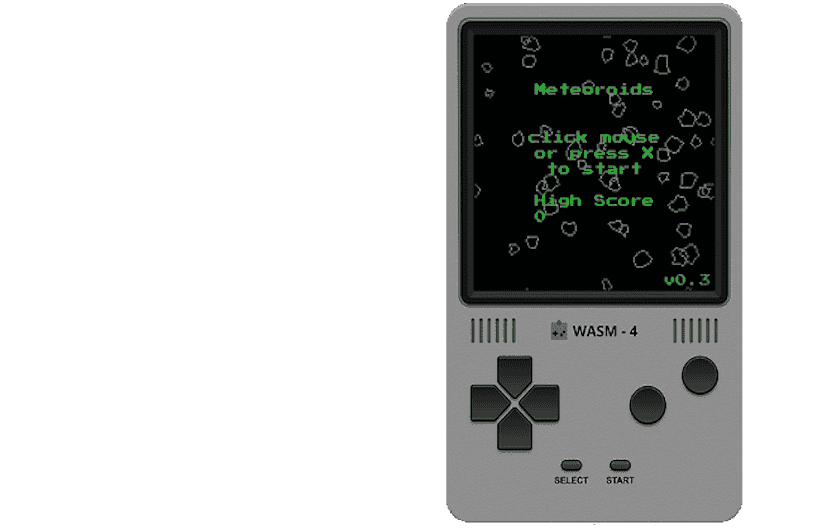 Meteoroids
click mouse
or press X
to start
High Score
0
v0.3
WASM - 4
SELECT START